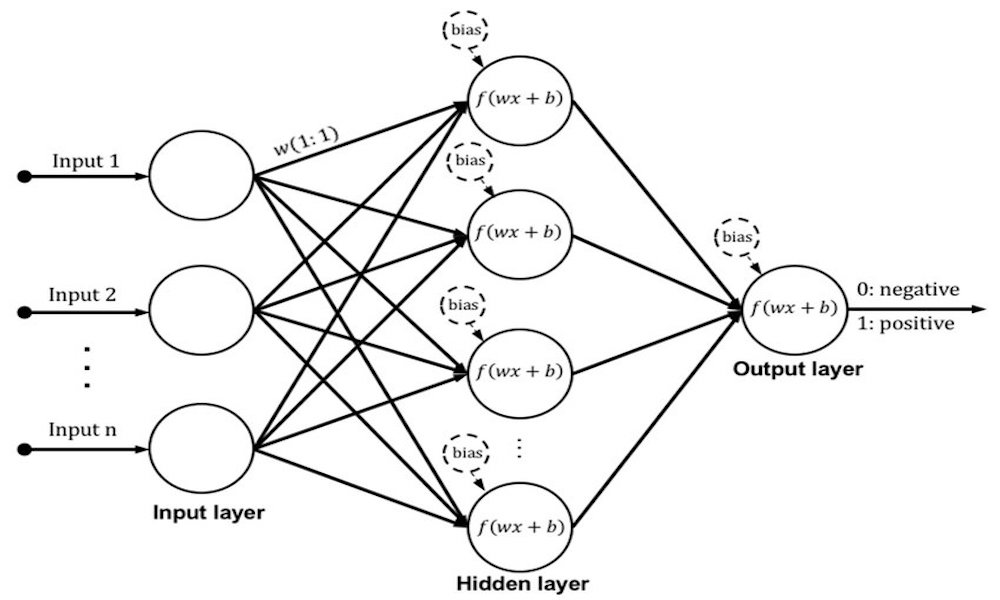 bias
f(wx + b)
w(1: 1)
Input 1
bias
f(wx + b)
bias
0: negative
Input 2
bias
f(wx + b)
1: positive
Output layer
f(wx + b)
Input n
bias
Input layer
f(wx + b)
Hidden layer